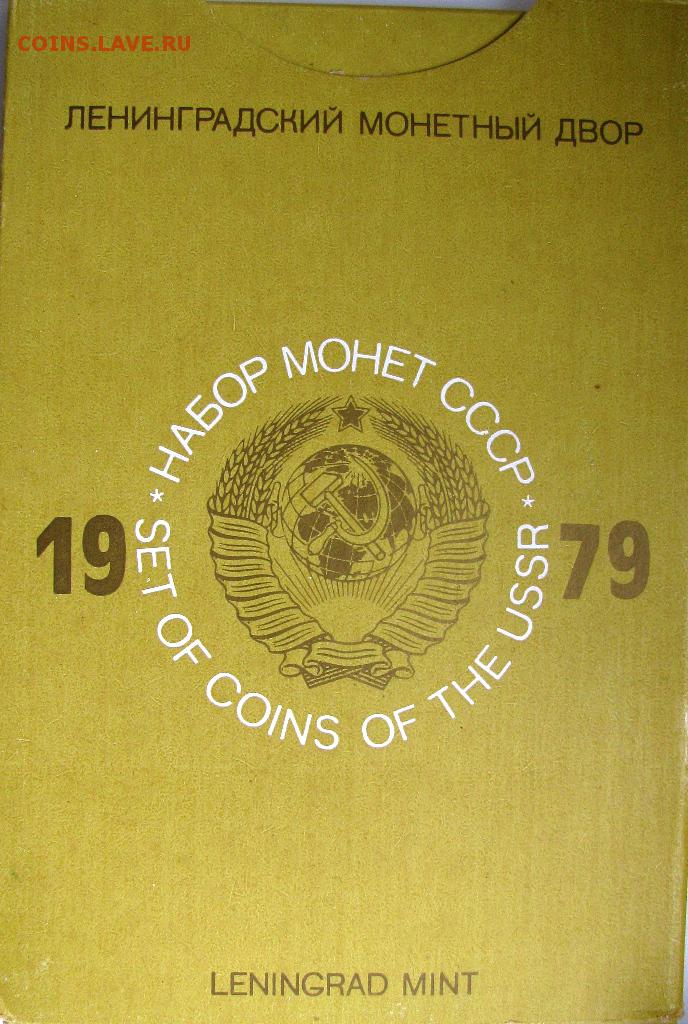 COINS.LAVE.RU
ЛЕНИНГРАДСКИЙ МОНЕТНЫЙ ДВОР
* НАБОР МОНЕТ СССР *
19 79
SET OF COINS OF THE USSR
LENINGRAD MINT